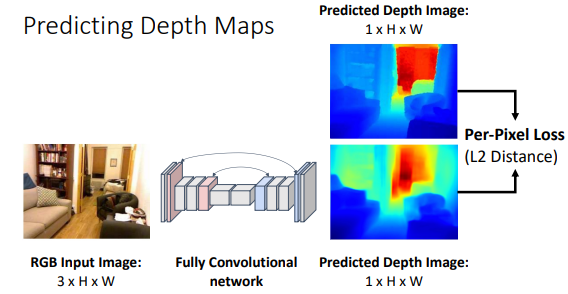 Predicting Depth Maps
Predicted Depth Image:
1 x H x W
Per-Pixel Loss
(L2 Distance)
RGB Input Image:
3 x H x W
Fully Convolutional
network
Predicted Depth Image:
1 x H x W